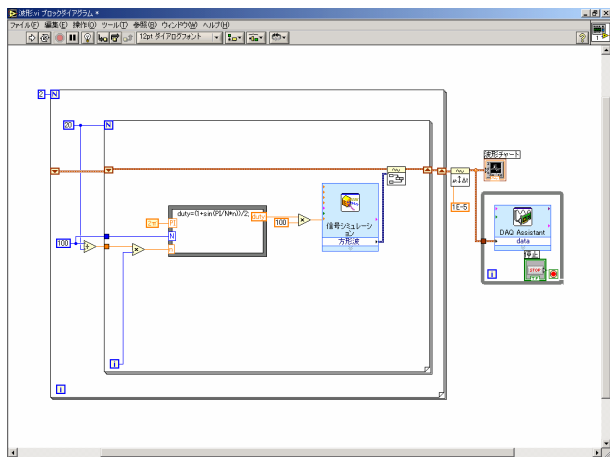 波形.vi ブロックダイアグラム *
ファイル(F) 編集(E) 操作(O) ツール(T) 参照(B) ウィンドウ(W) ヘルプ(H)
12pt ダイアログフォント
?
1
2 N
20 N
波形チャート
duty=(1+sin(PI/N*n))/2;
duty
2π PI
N
n
100
100
信号シミュレーション
方形波
1E-5
DAQ Assistant
data
停止
STOP
i
i
i